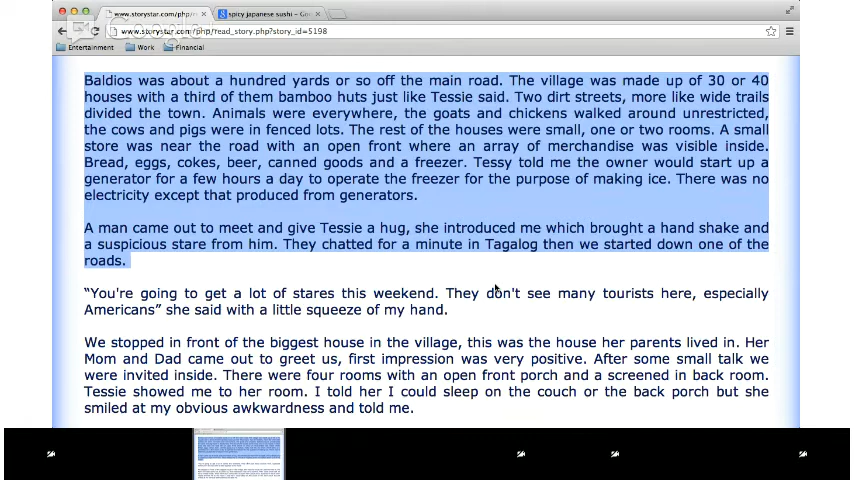 www.storystar.com/php/r
spicy japanese sushi - Go
www.storystar.com/php/read_story.php?story_id=5198
Entertainment Work Financial
Baldios was about a hundred yards or so off the main road. The village was made up of 30 or 40
houses with a third of them bamboo huts just like Tessie said. Two dirt streets, more like wide trails
divided the town. Animals were everywhere, the goats and chickens walked around unrestricted,
the cows and pigs were in fenced lots. The rest of the houses were small, one or two rooms. A small
store was near the road with an open front where an array of merchandise was visible inside.
Bread, eggs, cokes, beer, canned goods and a freezer. Tessy told me the owner would start up a
generator for a few hours a day to operate the freezer for the purpose of making ice. There was no
electricity except that produced from generators.
A man came out to meet and give Tessie a hug, she introduced me which brought a hand shake and
a suspicious stare from him. They chatted for a minute in Tagalog then we started down one of the
roads.
“You're going to get a lot of stares this weekend. They don't see many tourists here, especially
Americans” she said with a little squeeze of my hand.
We stopped in front of the biggest house in the village, this was the house her parents lived in. Her
Mom and Dad came out to greet us, first impression was very positive. After some small talk we
were invited inside. There were four rooms with an open front porch and a screened in back room.
Tessie showed me to her room. I told her I could sleep on the couch or the back porch but she
smiled at my obvious awkwardness and told me.